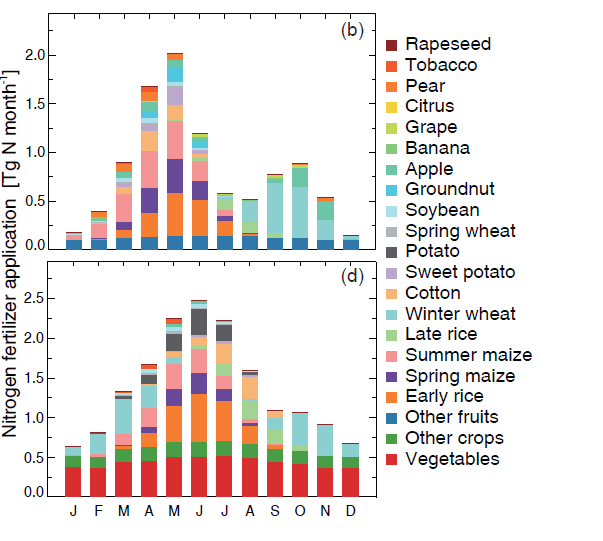 Nitrogen fertilizer application [Tg N month⁻¹]
(b)
2.0
1.5
1.0
0.5
0.0
(d)
2.5
2.0
1.5
1.0
0.5
0.0
J F M A M J J A S O N D
Rapeseed
Tobacco
Pear
Citrus
Grape
Banana
Apple
Groundnut
Soybean
Spring wheat
Potato
Sweet potato
Cotton
Winter wheat
Late rice
Summer maize
Spring maize
Early rice
Other fruits
Other crops
Vegetables